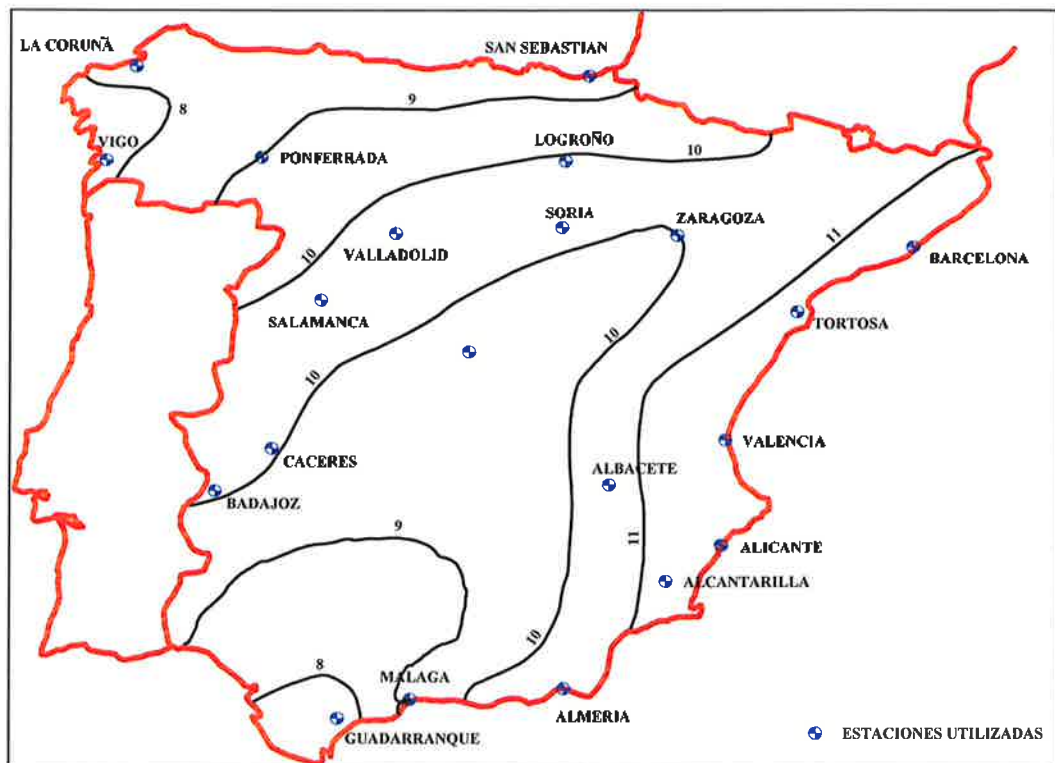 LA CORUÑA
SAN SEBASTIAN
8
9
VIGO
PONFERRADA
LOGROÑO
10
SORIA
ZARAGOZA
VALLADOLID
11
BARCELONA
10
SALAMANCA
TORTOSA
10
10
CACERES
VALENCIA
ALBACETE
BADAJOZ
9
11
ALICANTE
ALCANTARILLA
10
8
MALAGA
ALMERIA
GUADARRANQUE
ESTACIONES UTILIZADAS